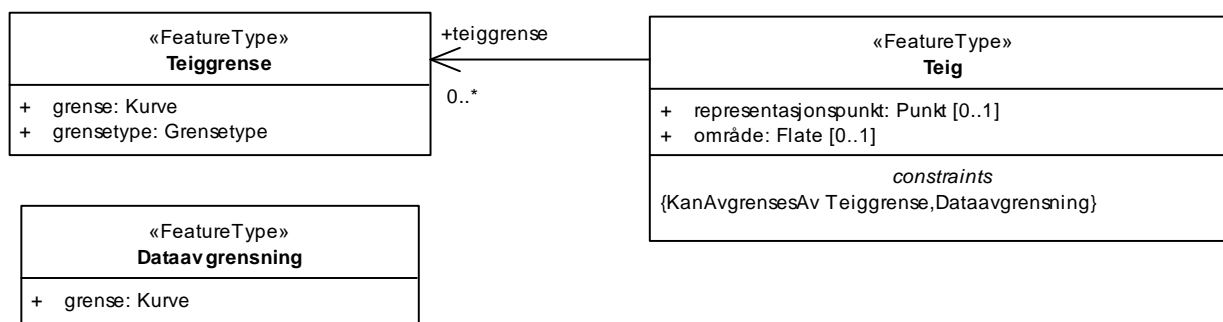 «FeatureType»
Teiggrense
+ grense: Kurve
+ grensetype: Grensetype
+teiggrense
0..*
«FeatureType»
Teig
+ representasjonspunkt: Punkt [0..1]
+ område: Flate [0..1]
constraints
{KanAvgrensesAv Teiggrense,Dataavgrensning}
«FeatureType»
Dataavgrensning
+ grense: Kurve